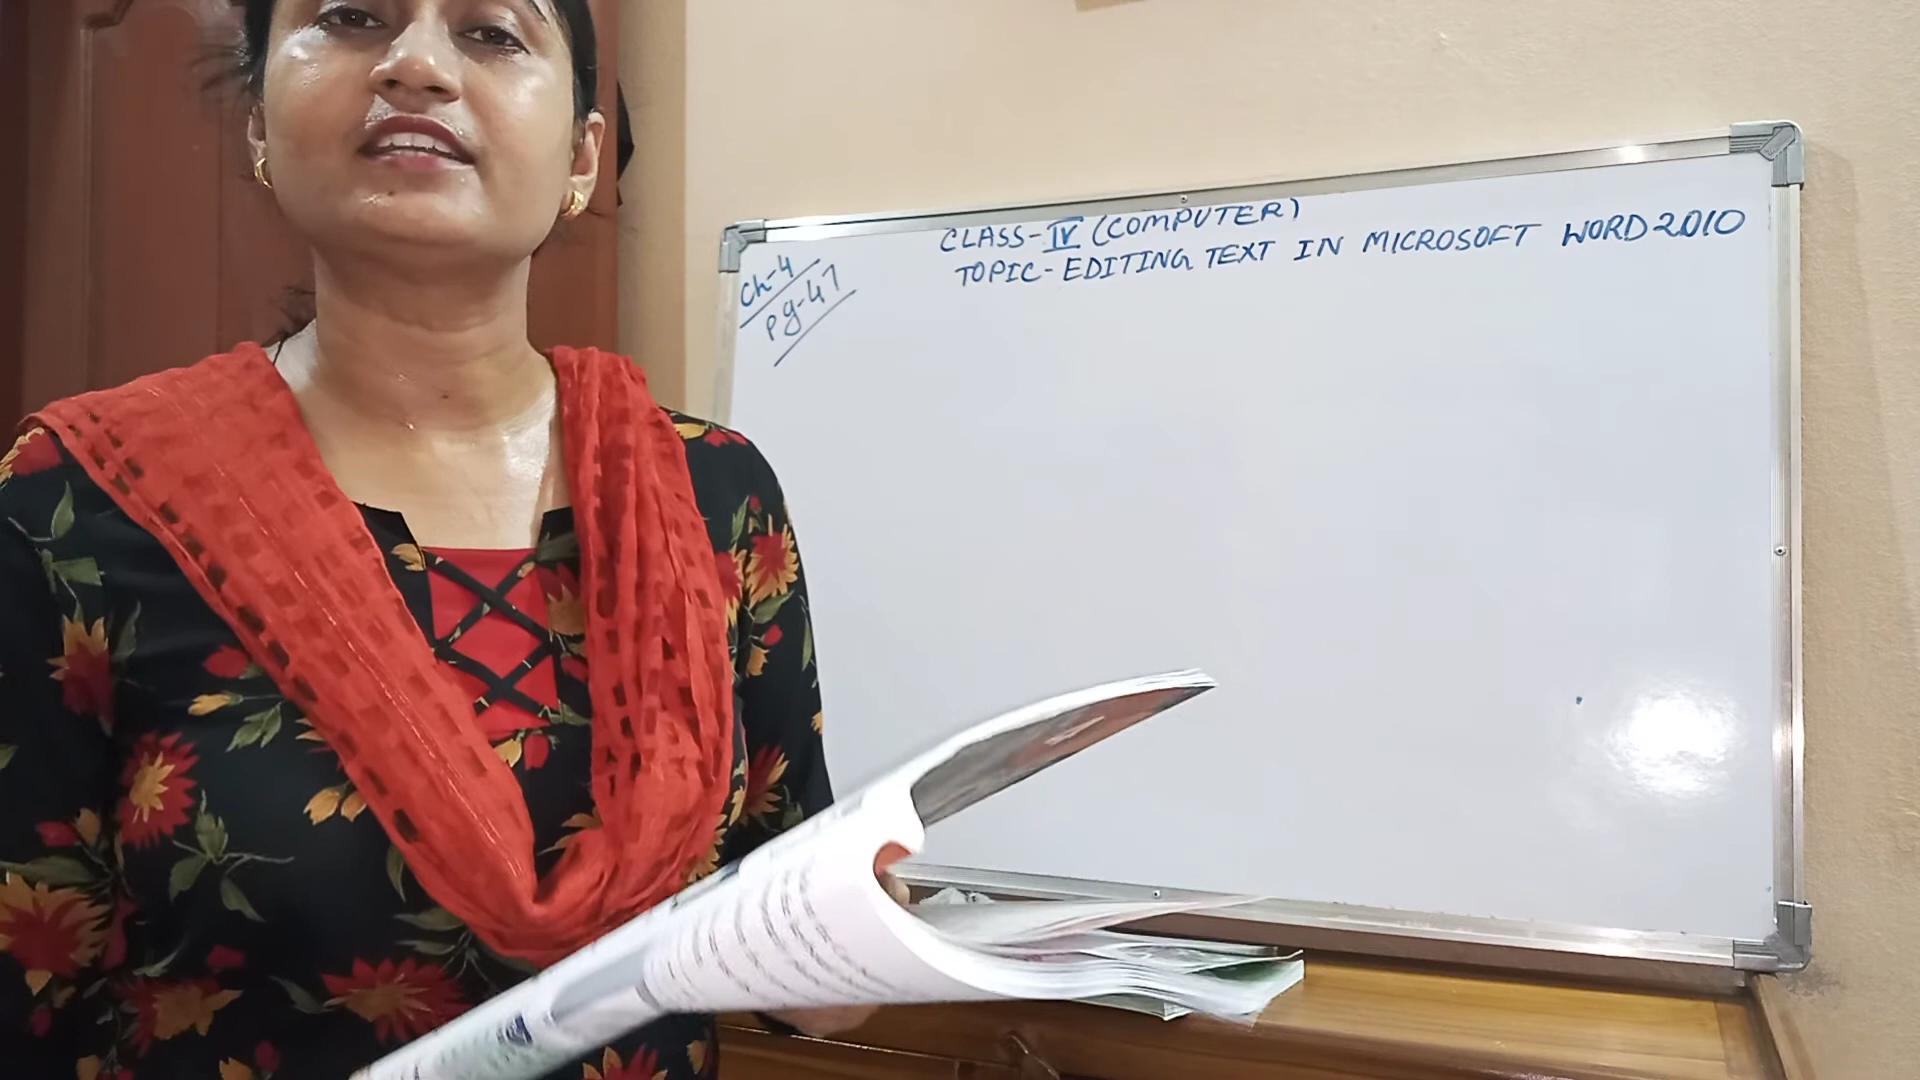 CLASS-IV (COMPUTER)
TOPIC-EDITING TEXT IN MICROSOFT WORD 2010
Ch-4
Pg-47